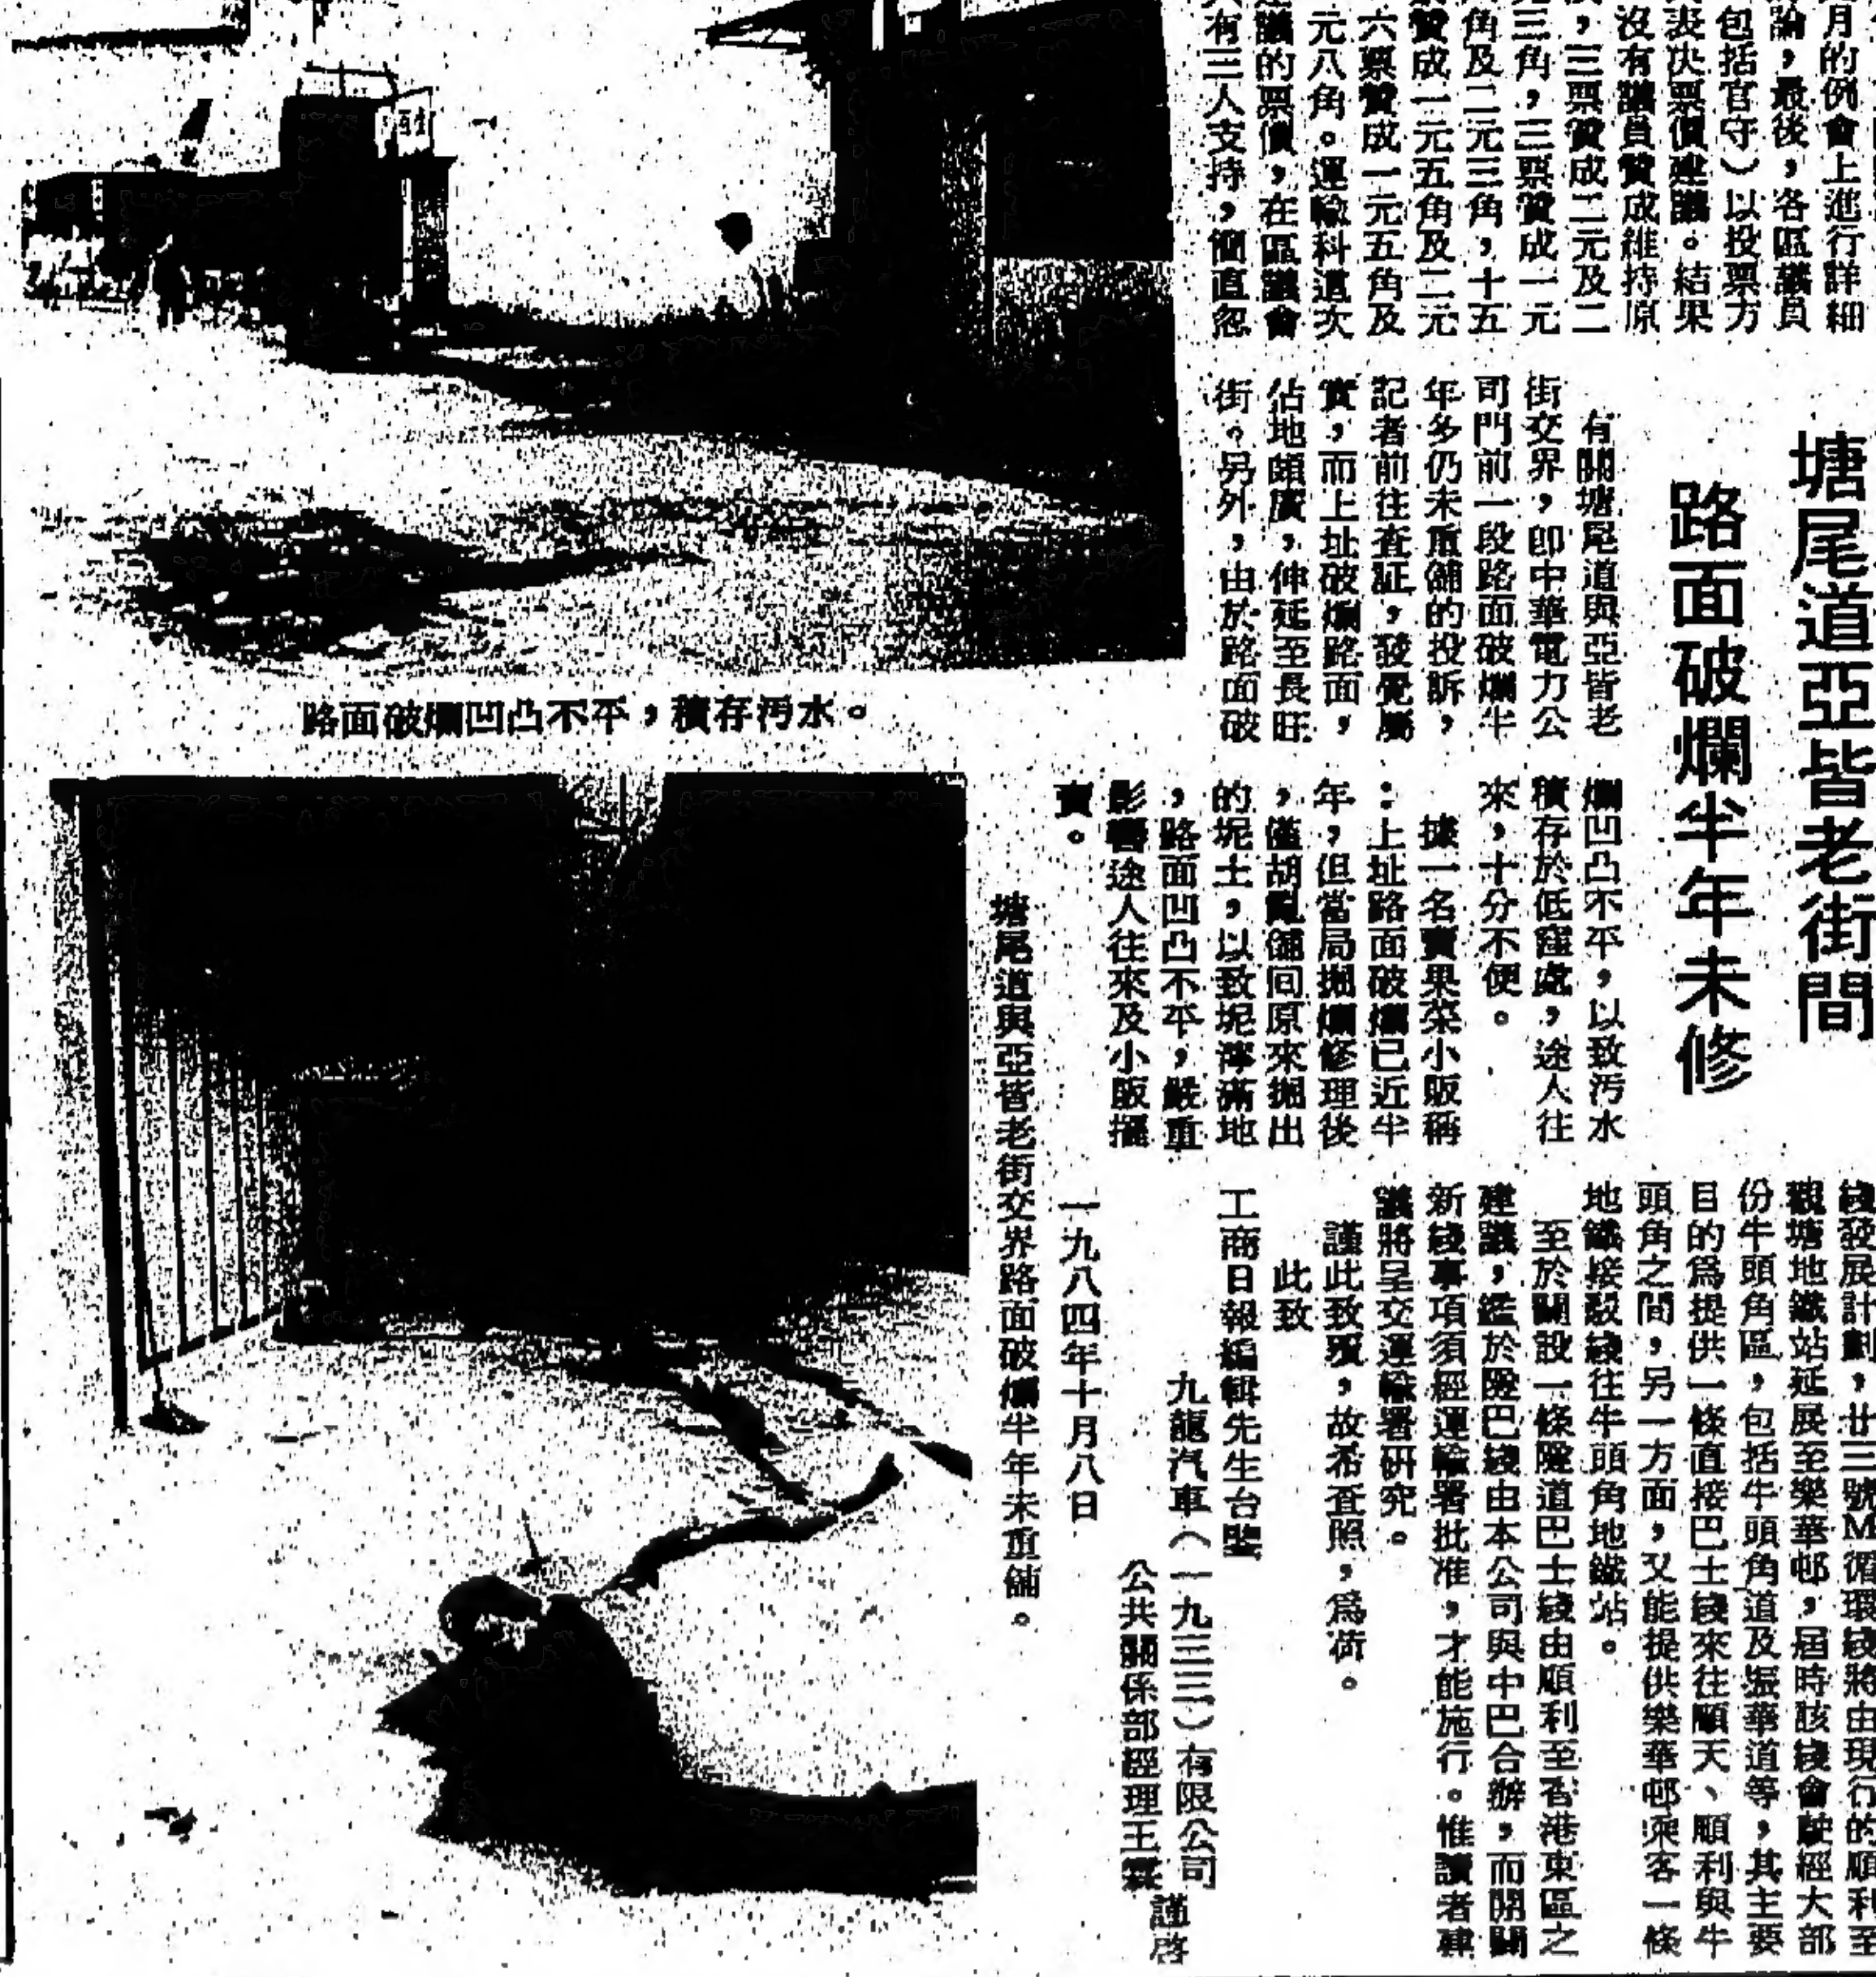 月的例會上進行詳細
論，最後，各區議員
包括官守）以投票方
表决票價建議。結果
沒有議員贊成維持原
，三票贊成二元及二
三角，三票贊成一元
角及二元三角，十五
贊成一元五角及二元
六票贊成一元五角及
元八角。運輸科這次
議的票價，在區議會
有三人支持，簡直忽
塘尾道亞皆老街間
路面破爛半年未修
有關塘尾道與亞皆老
街交界，即中華電力公
司門前一段路面破爛半
年多仍未重舖的投訴，
記者前往查証，發覺屬
實，而上址破爛路面，
佔地頗廣，伸延至長旺
街。另外，由於路面破
爛凹凸不平，以致污水
積存於低窪處，途人往
來，十分不便。
據一名賣果菜小販稱
：上址路面破爛已近半
年，但當局掘爛修理後
，僅胡亂舖回原來掘出
的坭土，以致坭濘滿地
，路面凹凸不平，嚴重
影響途人往來及小販擺
賣。
路面破爛凹凸不平，積存污水。
塘尾道與亞皆老街交界路面破爛半年未重舖。
綫發展計劃，廿三號M循環綫將由現行的順利至
觀塘地鐵站延展至樂華邨，屆時該綫會駛經大部
份牛頭角區，包括牛頭角道及振華道等，其主要
目的爲提供一條直接巴士綫來往順天、順利與牛
頭角之間，另一方面，又能提供樂華邨乘客一條
地鐵接駁綫往牛頭角地鐵站。
至於開設一條隧道巴士綫由順利至香港東區之
建議，鑑於隧巴綫由本公司與中巴合辦，而開闢
新綫事項須經運輸署批准，才能施行。惟讀者建
議將呈交運輸署研究。
謹此致覆，故希查照，爲荷。
此致
工商日報編輯先生台鑒
九龍汽車（一九三三）有限公司
公共關係部經理王霖
謹啓
一九八四年十月八日